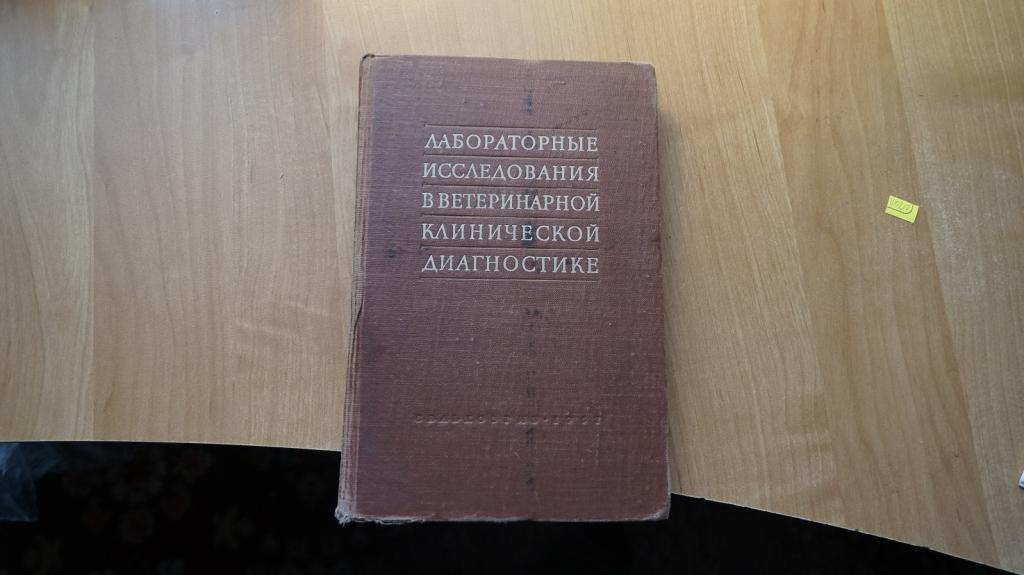 ЛАБОРАТОРНЫЕ
ИССЛЕДОВАНИЯ
В ВЕТЕРИНАРНОЙ
КЛИНИЧЕСКОЙ
ДИАГНОСТИКЕ